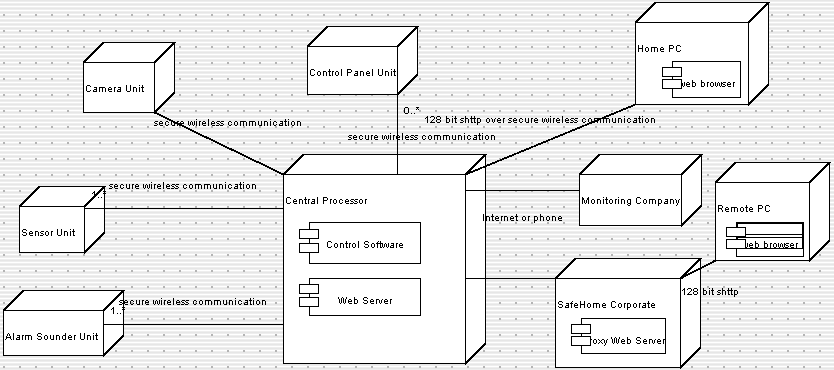 Home PC
web browser
Camera Unit
Control Panel Unit
0..*
128 bit shttp over secure wireless communication
secure wireless communication
secure wireless communication
secure wireless communication
1..*
Sensor Unit
Central Processor
Control Software
Web Server
Monitoring Company
Internet or phone
Remote PC
web browser
128 bit shttp
SafeHome Corporate
roxy Web Server
secure wireless communication
1..*
Alarm Sounder Unit